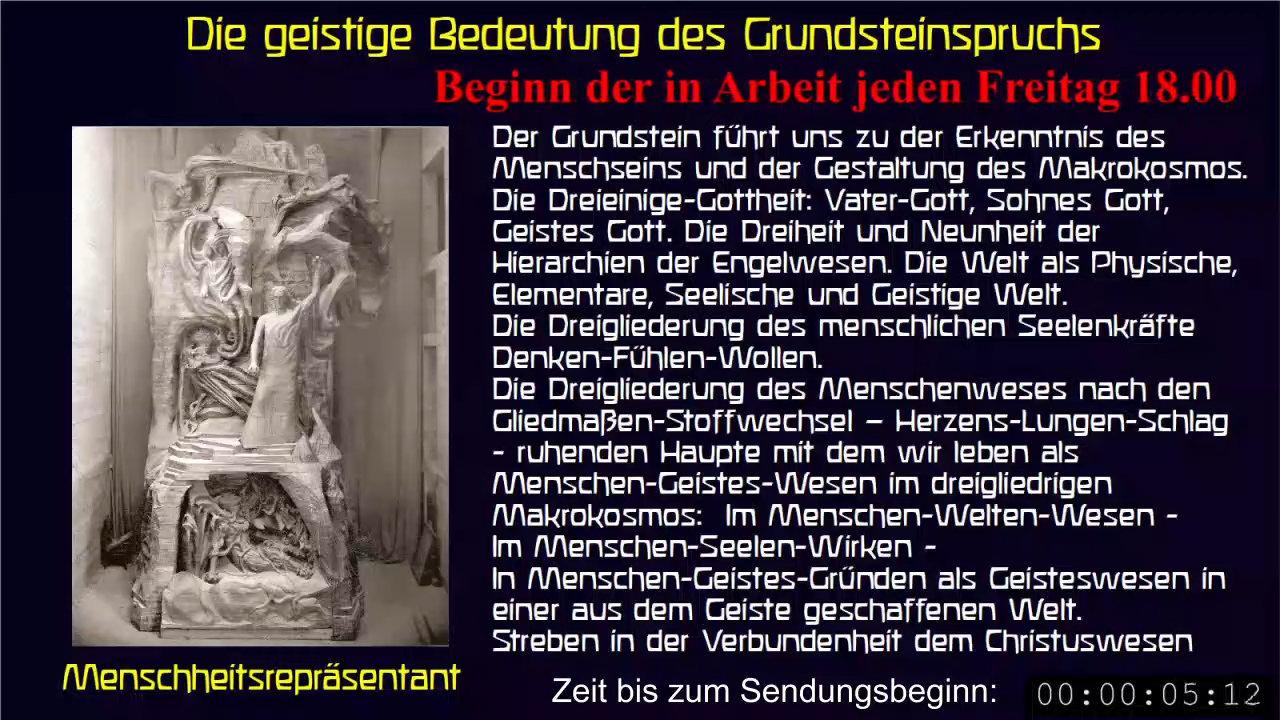 Die geistige Bedeutung des Grundsteinspruchs
Beginn der in Arbeit jeden Freitag 18.00
Der Grundstein führt uns zu der Erkenntnis des
Menschseins und der Gestaltung des Makrokosmos.
Die Dreieinige-Gottheit: Vater-Gott, Sohnes Gott,
Geistes Gott. Die Dreiheit und Neunheit der
Hierarchien der Engelwesen. Die Welt als Physische,
Elementare, Seelische und Geistige Welt.
Die Dreigliederung des menschlichen Seelenkräfte
Denken-Fühlen-Wollen.
Die Dreigliederung des Menschenweses nach den
Gliedmaßen-Stoffwechsel – Herzens-Lungen-Schlag
- ruhenden Haupte mit dem wir leben als
Menschen-Geistes-Wesen im dreigliedrigen
Makrokosmos: Im Menschen-Welten-Wesen -
Im Menschen-Seelen-Wirken -
In Menschen-Geistes-Gründen als Geisteswesen in
einer aus dem Geiste geschaffenen Welt.
Streben in der Verbundenheit dem Christuswesen
Menschheitsrepräsentant
Zeit bis zum Sendungsbeginn: 00:00:05:12